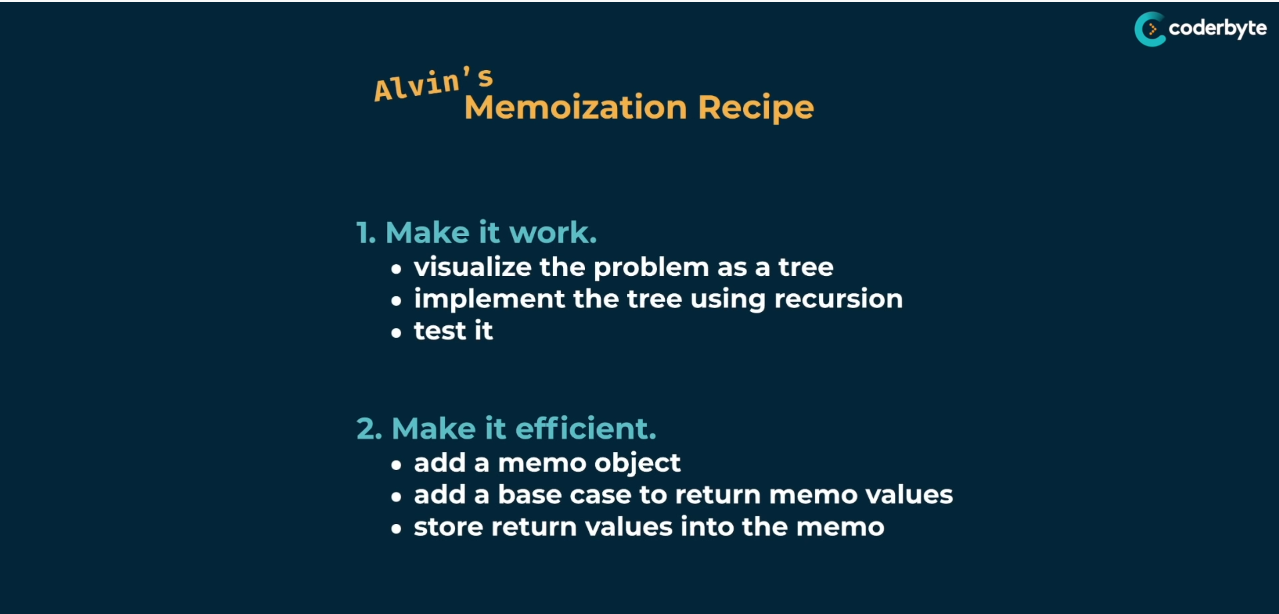 coderbyte
Alvin's
Memoization Recipe
1. Make it work.
• visualize the problem as a tree
• implement the tree using recursion
• test it
2. Make it efficient.
• add a memo object
• add a base case to return memo values
• store return values into the memo